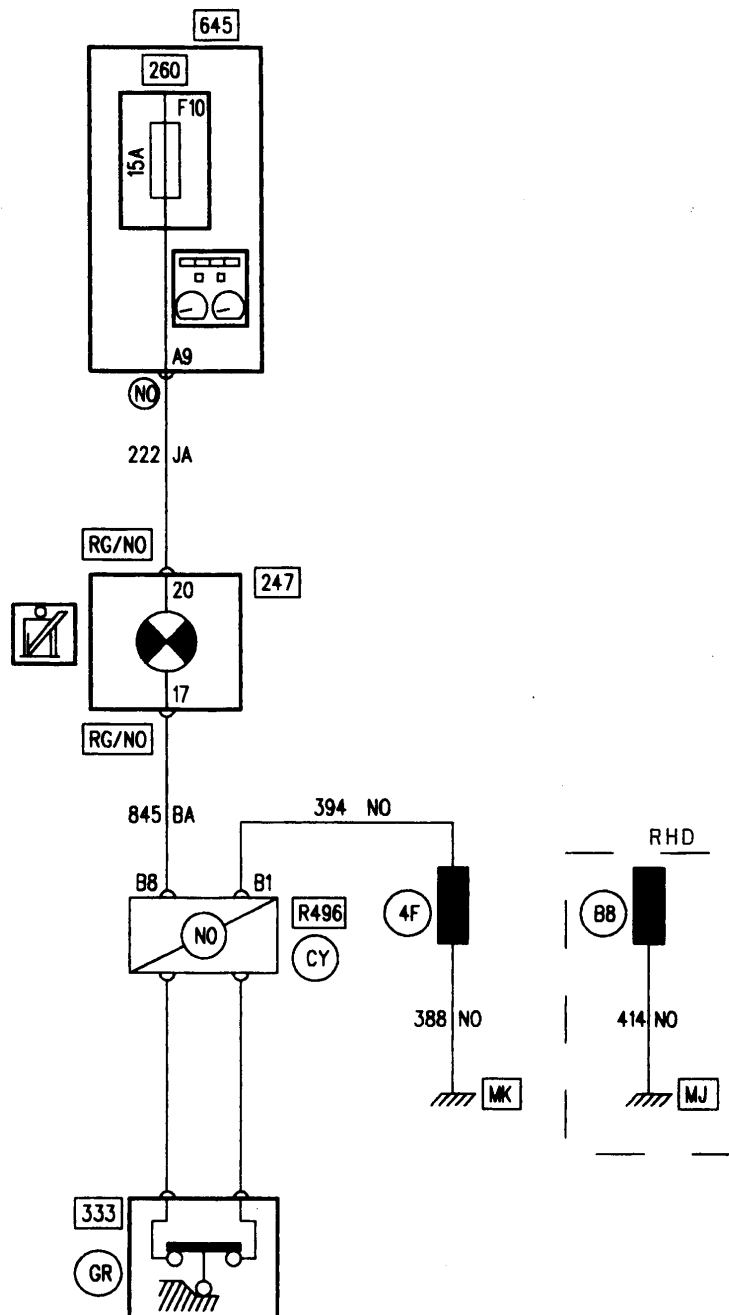 645
260
F10
15A
A9
NO
222 JA
RG/NO
20
247
17
RG/NO
845 BA
394 NO
RHD
B8
B1
R496
NO
CY
4F
B8
388 NO
414 NO
MK
MJ
333
GR